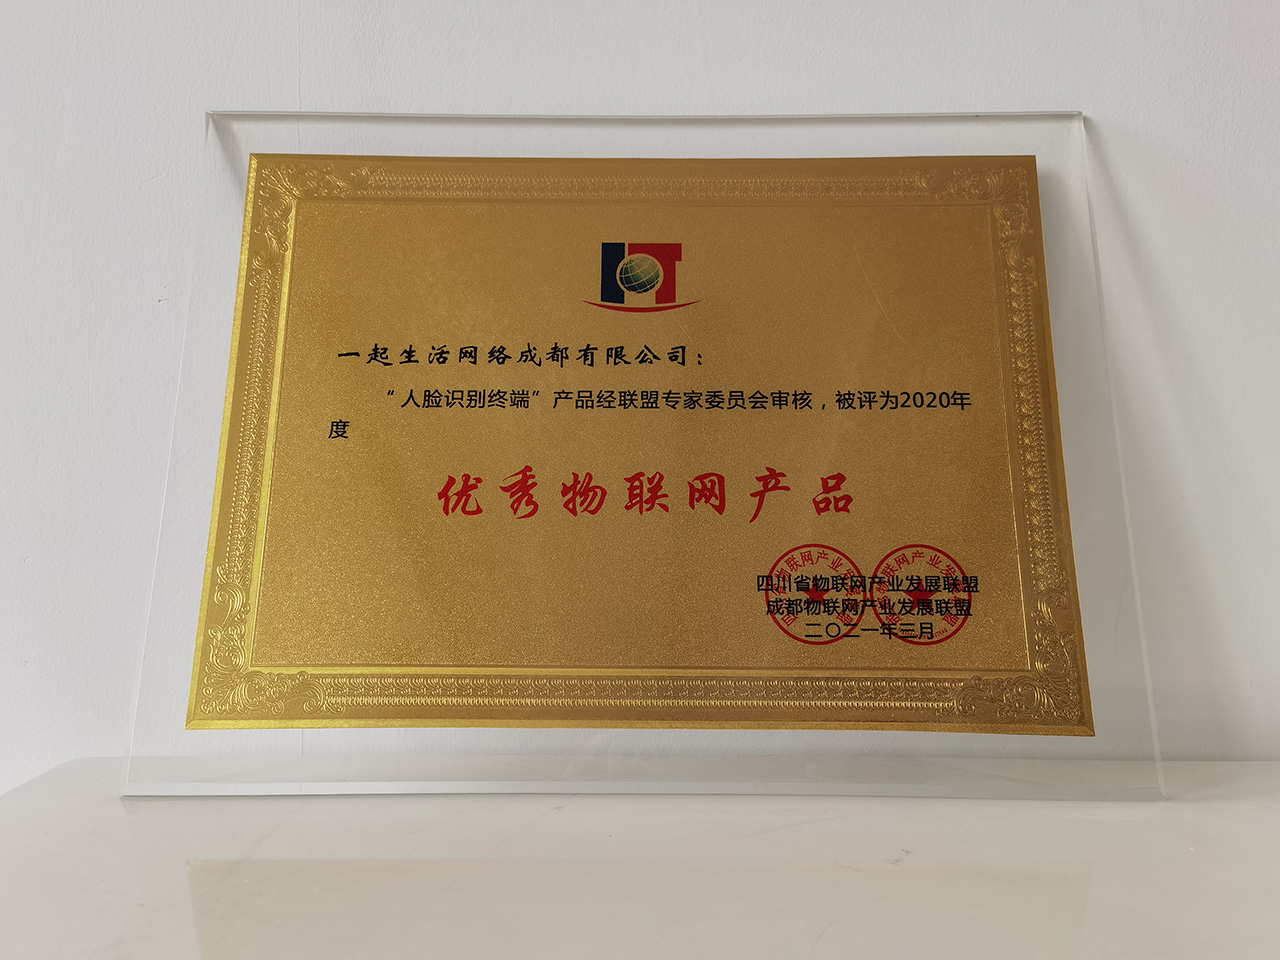 IOT
一起生活网络成都有限公司：
“人脸识别终端”产品经联盟专家委员会审核，被评为2020年
度
优秀物联网产品
四川省物联网产业发展联盟
成都物联网产业发展联盟
二〇二一年三月